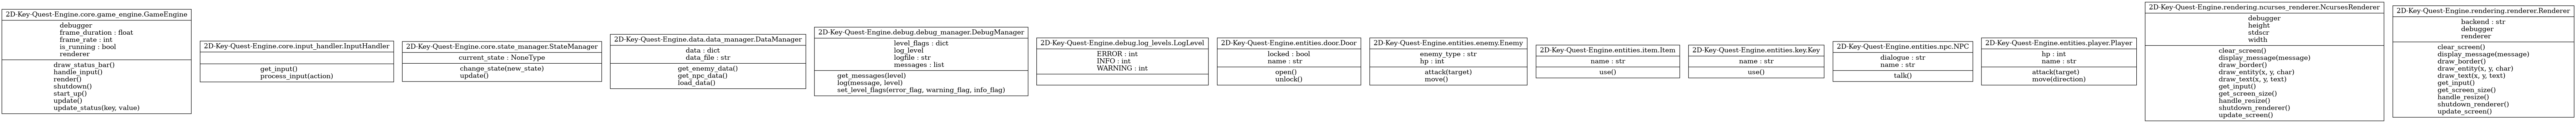 2D-Key-Quest-Engine.core.game_engine.GameEngine
debugger
frame_duration : float
frame_rate : int
is_running : bool
renderer
draw_status_bar()
handle_input()
render()
shutdown()
start_up()
update()
update_status(key, value)
2D-Key-Quest-Engine.core.input_handler.InputHandler
get_input()
process_input(action)
2D-Key-Quest-Engine.core.state_manager.StateManager
current_state : NoneType
change_state(new_state)
update()
2D-Key-Quest-Engine.data.data_manager.DataManager
data : dict
data_file : str
get_enemy_data()
get_npc_data()
load_data()
2D-Key-Quest-Engine.debug.debug_manager.DebugManager
level_flags : dict
log_level
logfile : str
messages : list
get_messages(level)
log(message, level)
set_level_flags(error_flag, warning_flag, info_flag)
2D-Key-Quest-Engine.debug.log_levels.LogLevel
ERROR : int
INFO : int
WARNING : int
2D-Key-Quest-Engine.entities.door.Door
locked : bool
name : str
open()
unlock()
2D-Key-Quest-Engine.entities.enemy.Enemy
enemy_type : str
hp : int
attack(target)
move()
2D-Key-Quest-Engine.entities.item.Item
name : str
use()
2D-Key-Quest-Engine.entities.key.Key
name : str
use()
2D-Key-Quest-Engine.entities.npc.NPC
dialogue : str
name : str
talk()
2D-Key-Quest-Engine.entities.player.Player
hp : int
name : str
attack(target)
move(direction)
2D-Key-Quest-Engine.rendering.ncurses_renderer.NcursesRenderer
debugger
height
stdscr
width
clear_screen()
display_message(message)
draw_border()
draw_entity(x, y, char)
draw_text(x, y, text)
get_input()
get_screen_size()
handle_resize()
shutdown_renderer()
update_screen()
2D-Key-Quest-Engine.rendering.renderer.Renderer
backend : str
debugger
renderer
clear_screen()
display_message(message)
draw_border()
draw_entity(x, y, char)
draw_text(x, y, text)
get_input()
get_screen_size()
handle_resize()
shutdown_renderer()
update_screen()